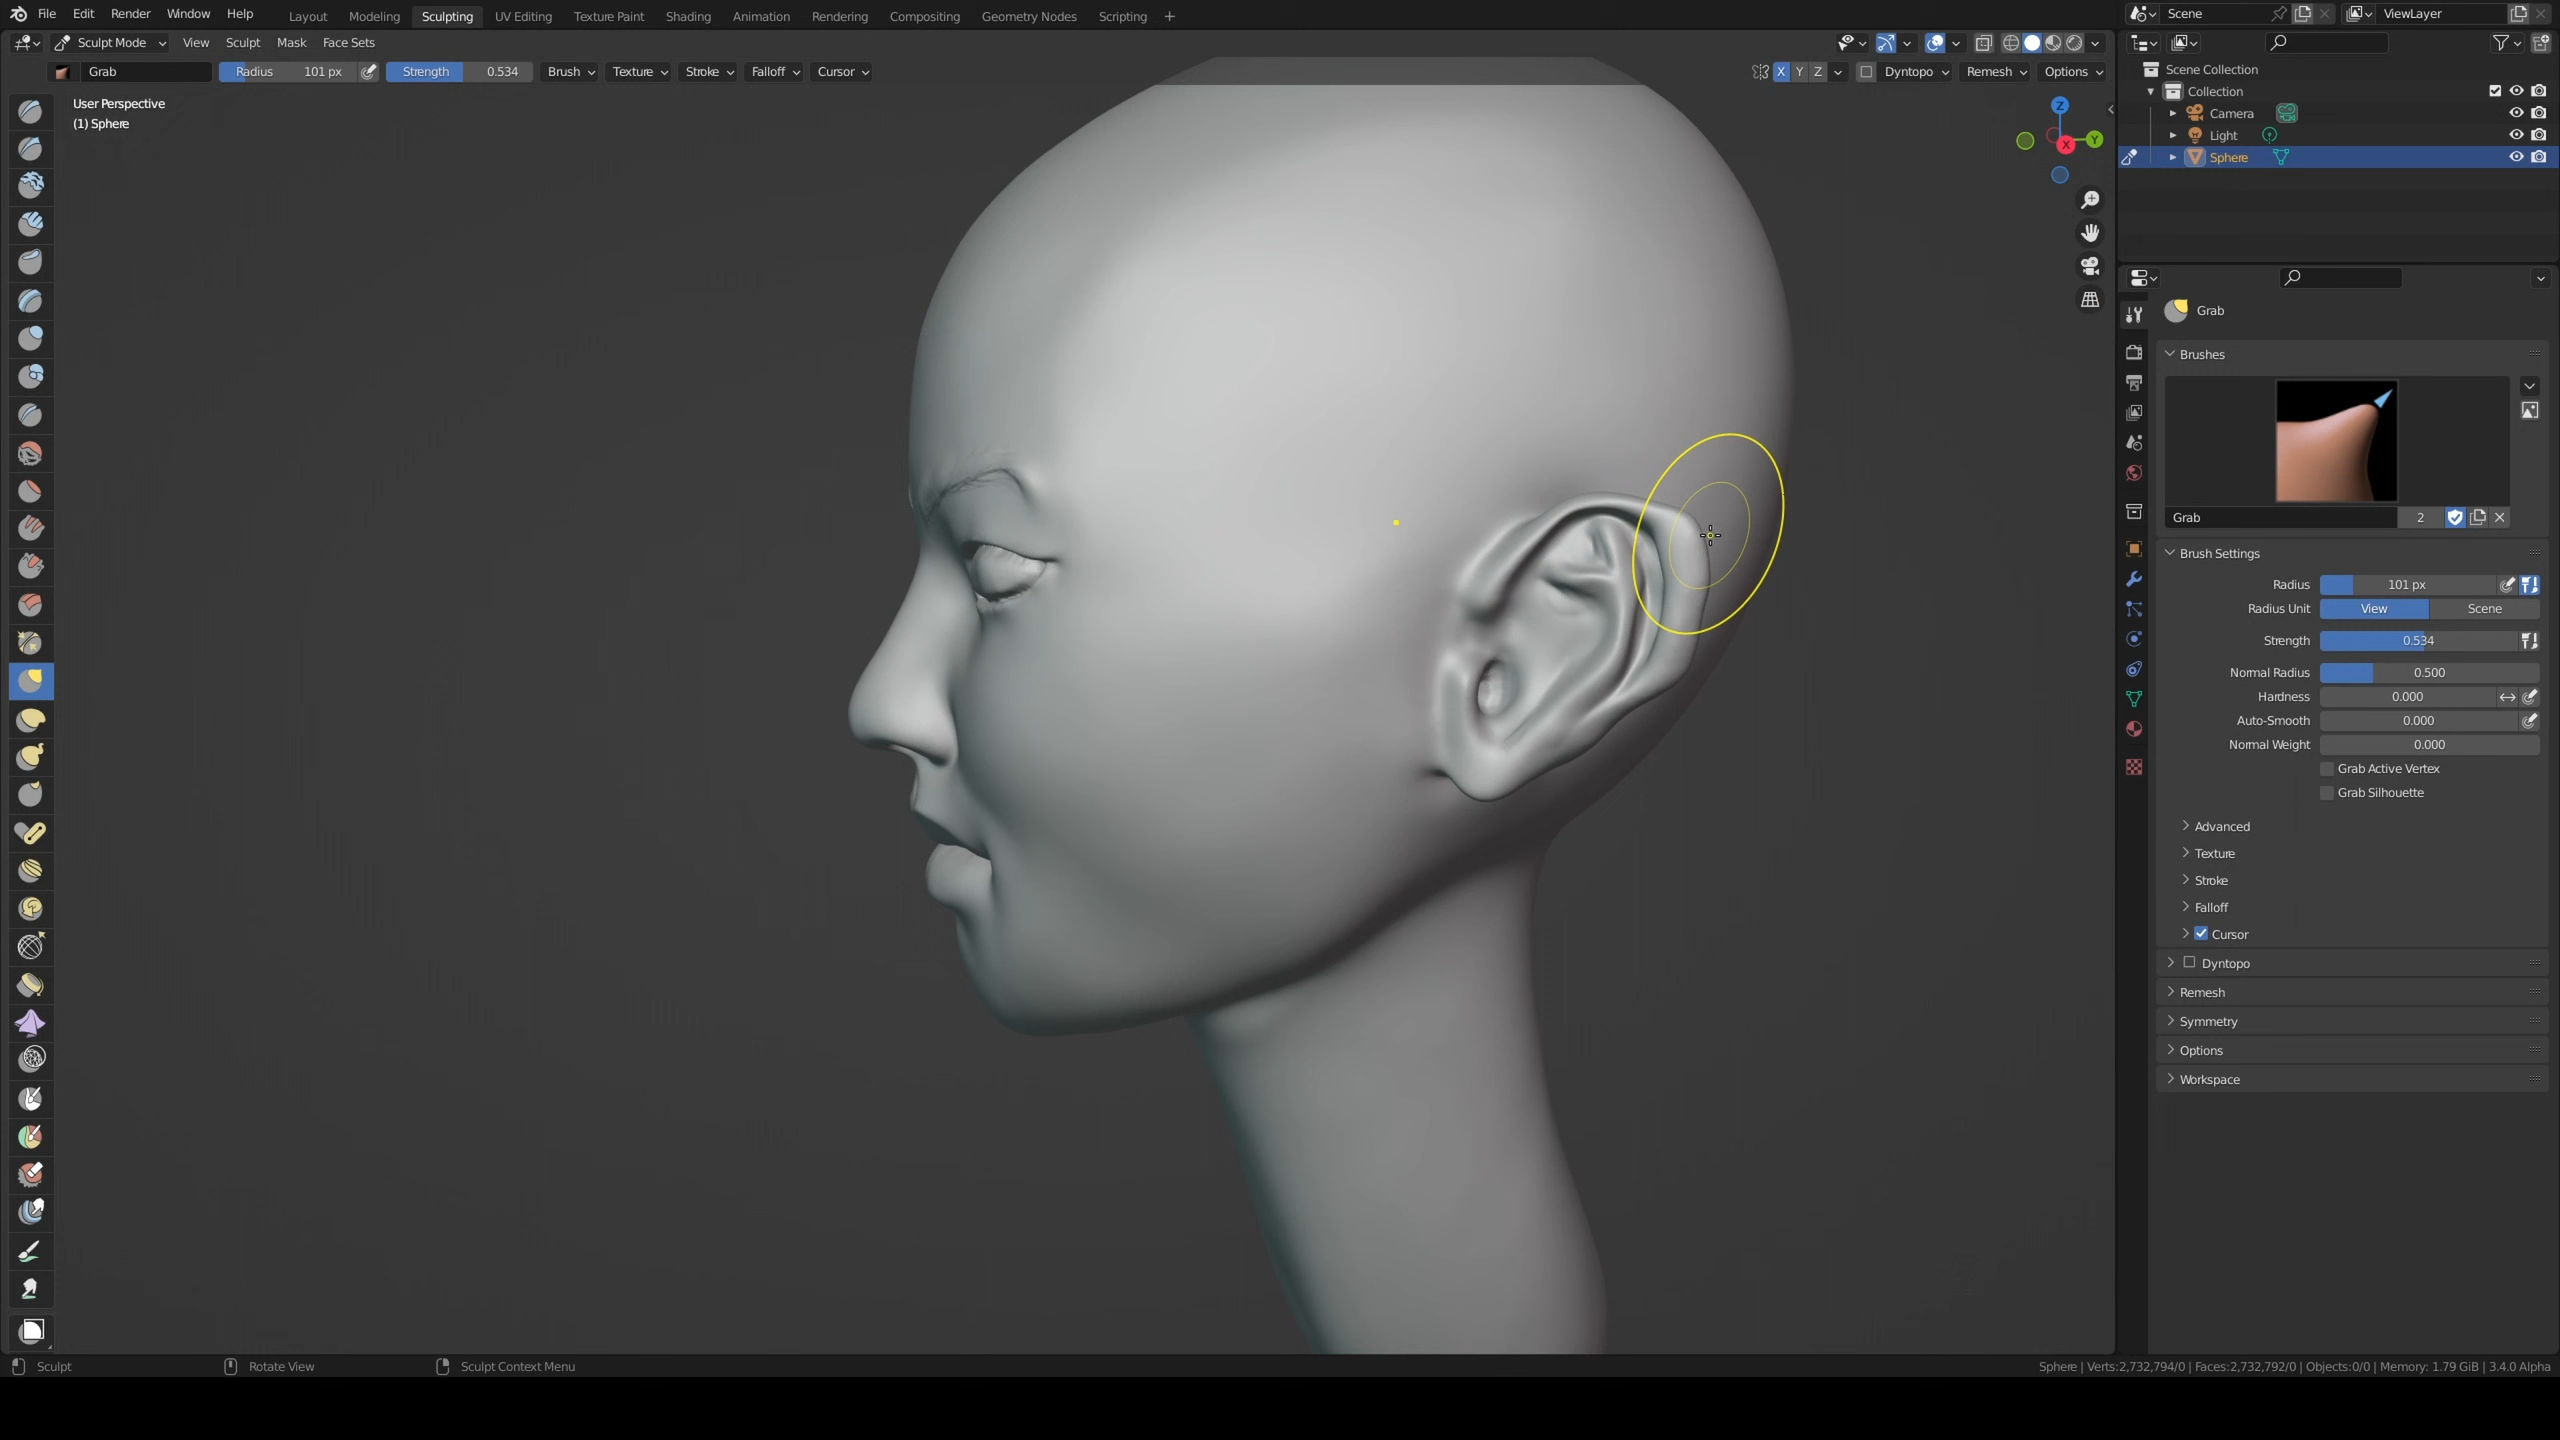 File Edit Render Window Help Layout Modeling Sculpting UV Editing Texture Paint Shading Animation Rendering Compositing Geometry Nodes Scripting + Scene ViewLayer
Sculpt Mode View Sculpt Mask Face Sets
Grab Radius 101 px Strength 0.534 Brush Texture Stroke Falloff Cursor X Y Z Dyntopo Remesh Options
User Perspective
(1) Sphere
Z
Y
X
Scene Collection
Collection
Camera
Light
Sphere
Grab
Brushes
Grab 2
Brush Settings
Radius 101 px
Radius Unit View Scene
Strength 0.534
Normal Radius 0.500
Hardness 0.000
Auto-Smooth 0.000
Normal Weight 0.000
Grab Active Vertex
Grab Silhouette
Advanced
Texture
Stroke
Falloff
Cursor
Dyntopo
Remesh
Symmetry
Options
Workspace
Sculpt Rotate View Sculpt Context Menu Sphere | Verts:2,732,794/0 | Faces:2,732,792/0 | Objects:0/0 | Memory: 1.79 GiB | 3.4.0 Alpha